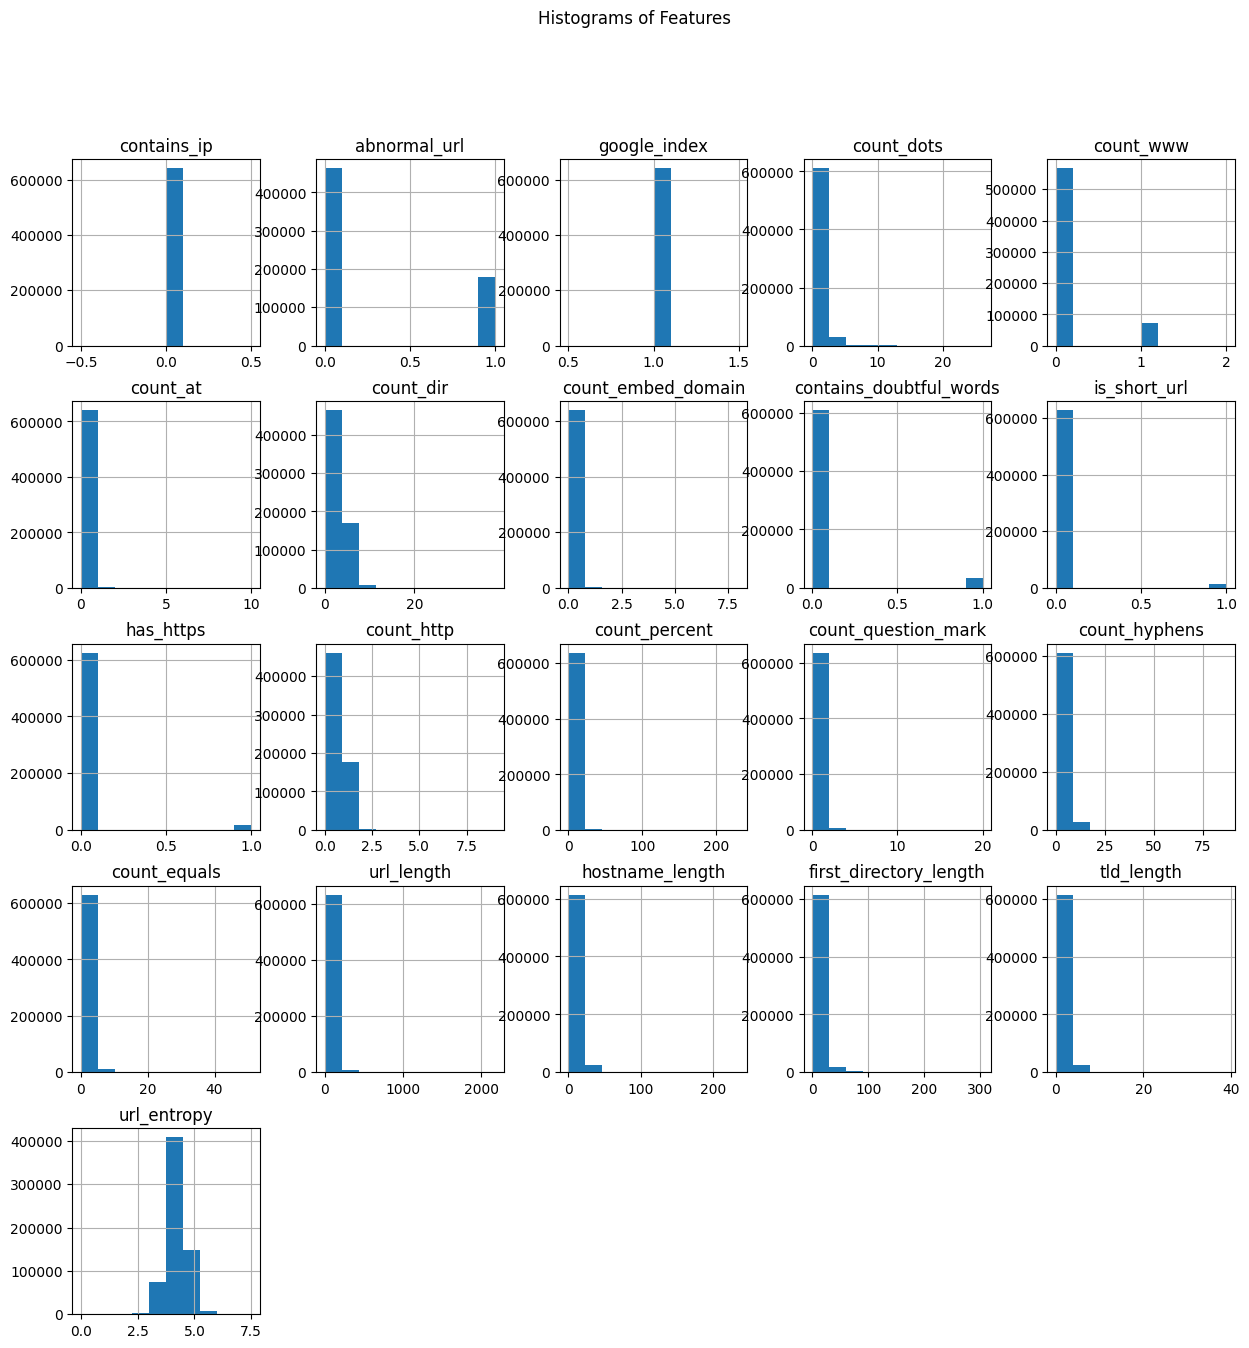 Histograms of Features
contains_ip abnormal_url google_index count_dots count_www
600000 400000 200000 0
−0.5 0.0 0.5
400000 300000 200000 100000 0
0.0 0.5 1.0
600000 400000 200000 0
0.5 1.0 1.5
600000 400000 200000 0
0 10 20
500000 400000 300000 200000 100000 0
0 1 2
count_at count_dir count_embed_domain contains_doubtful_words is_short_url
600000 400000 200000 0
0 5 10
400000 300000 200000 100000 0
0 20
600000 400000 200000 0
0.0 2.5 5.0 7.5
600000 400000 200000 0
0.0 0.5 1.0
600000 400000 200000 0
0.0 0.5 1.0
has_https count_http count_percent count_question_mark count_hyphens
600000 400000 200000 0
0.0 0.5 1.0
400000 300000 200000 100000 0
0.0 2.5 5.0 7.5
600000 400000 200000 0
0 100 200
600000 400000 200000 0
0 10 20
600000 400000 200000 0
0 25 50 75
count_equals url_length hostname_length first_directory_length tld_length
600000 400000 200000 0
0 20 40
600000 400000 200000 0
0 1000 2000
600000 400000 200000 0
0 100 200
600000 400000 200000 0
0 100 200 300
600000 400000 200000 0
0 20 40
url_entropy
400000 300000 200000 100000 0
0.0 2.5 5.0 7.5